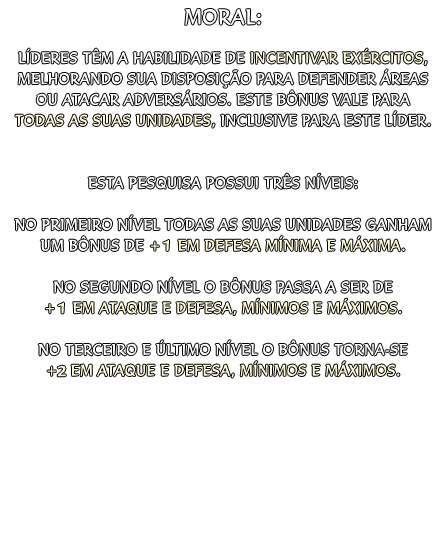 MORAL:
LÍDERES TÊM A HABILIDADE DE INCENTIVAR EXÉRCITOS,
MELHORANDO SUA DISPOSIÇÃO PARA DEFENDER ÁREAS
OU ATACAR ADVERSÁRIOS. ESTE BÔNUS VALE PARA
TODAS AS SUAS UNIDADES, INCLUSIVE PARA ESTE LÍDER.
ESTA PESQUISA POSSUI TRÊS NÍVEIS:
NO PRIMEIRO NÍVEL TODAS AS SUAS UNIDADES GANHAM
UM BÔNUS DE +1 EM DEFESA MÍNIMA E MÁXIMA.
NO SEGUNDO NÍVEL O BÔNUS PASSA A SER DE
+1 EM ATAQUE E DEFESA, MÍNIMOS E MÁXIMOS.
NO TERCEIRO E ÚLTIMO NÍVEL O BÔNUS TORNA-SE
+2 EM ATAQUE E DEFESA, MÍNIMOS E MÁXIMOS.